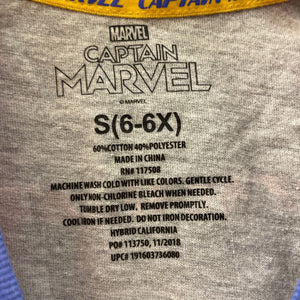 MARVEL CAPTAIN
MARVEL
CAPTAIN
MARVEL
© MARVEL
S(6-6X)
60%COTTON 40%POLYESTER
MADE IN CHINA
RN# 117508
MACHINE WASH COLD WITH LIKE COLORS. GENTLE CYCLE.
ONLY NON-CHLORINE BLEACH WHEN NEEDED.
TUMBLE DRY LOW. REMOVE PROMPTLY.
COOL IRON IF NEEDED. DO NOT IRON DECORATION.
HYBRID CALIFORNIA
PO# 113750, 11/2018
UPC# 191603736080